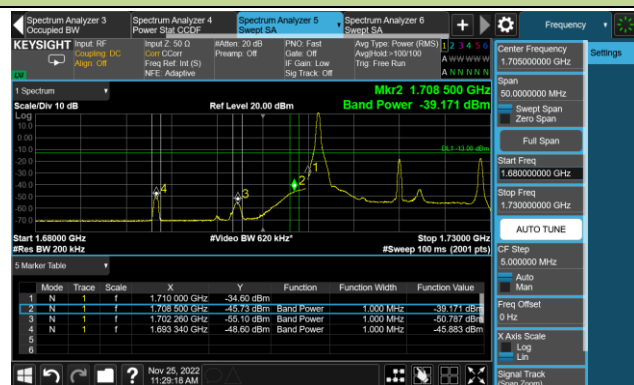 Spectrum Analyzer 3
Occupied BW
Spectrum Analyzer 4
Power Stat CCDF
Spectrum Analyzer 5
Swept SA
Spectrum Analyzer 6
Swept SA
Frequency
KEYSIGHT
Input: RF
Coupling: DC
Align: Off
Input Z: 50 Ω
Corr CCorr
Freq Ref: Int (S)
NFE: Adaptive
#Atten: 20 dB
Preamp: Off
PNO: Fast
Gate: Off
IF Gain: Low
Sig Track: Off
Avg Type: Power (RMS)
Avg|Hold:>100/100
Trig: Free Run
1 2 3 4 5 6
A W W W W W
A N N N N N
LXI
1 Spectrum
Scale/Div 10 dB
Ref Level 20.00 dBm
Mkr2 1.708 500 GHz
Band Power -39.171 dBm
Log
10.0
0.00
-10.0
-20.0
-30.0
-40.0
-50.0
-60.0
-70.0
DL1 -13.00 dBm
1
2
3
4
Start 1.68000 GHz
#Res BW 200 kHz
#Video BW 620 kHz*
Stop 1.73000 GHz
#Sweep 100 ms (2001 pts)
5 Marker Table
Mode Trace Scale X Y Function Function Width Function Value
1 N 1 f 1.710 000 GHz -34.60 dBm
2 N 1 f 1.708 500 GHz -45.73 dBm Band Power 1.000 MHz -39.171 dBm
3 N 1 f 1.702 260 GHz -55.10 dBm Band Power 1.000 MHz -50.787 dBm
4 N 1 f 1.693 340 GHz -48.60 dBm Band Power 1.000 MHz -45.883 dBm
5
6
Nov 25, 2022
11:29:18 AM
Center Frequency
1.705000000 GHz
Settings
Span
50.0000000 MHz
Swept Span
Zero Span
Full Span
Start Freq
1.680000000 GHz
Stop Freq
1.730000000 GHz
AUTO TUNE
CF Step
5.000000 MHz
Auto
Man
Freq Offset
0 Hz
X Axis Scale
Log
Lin
Signal Track
(Span Zoom)